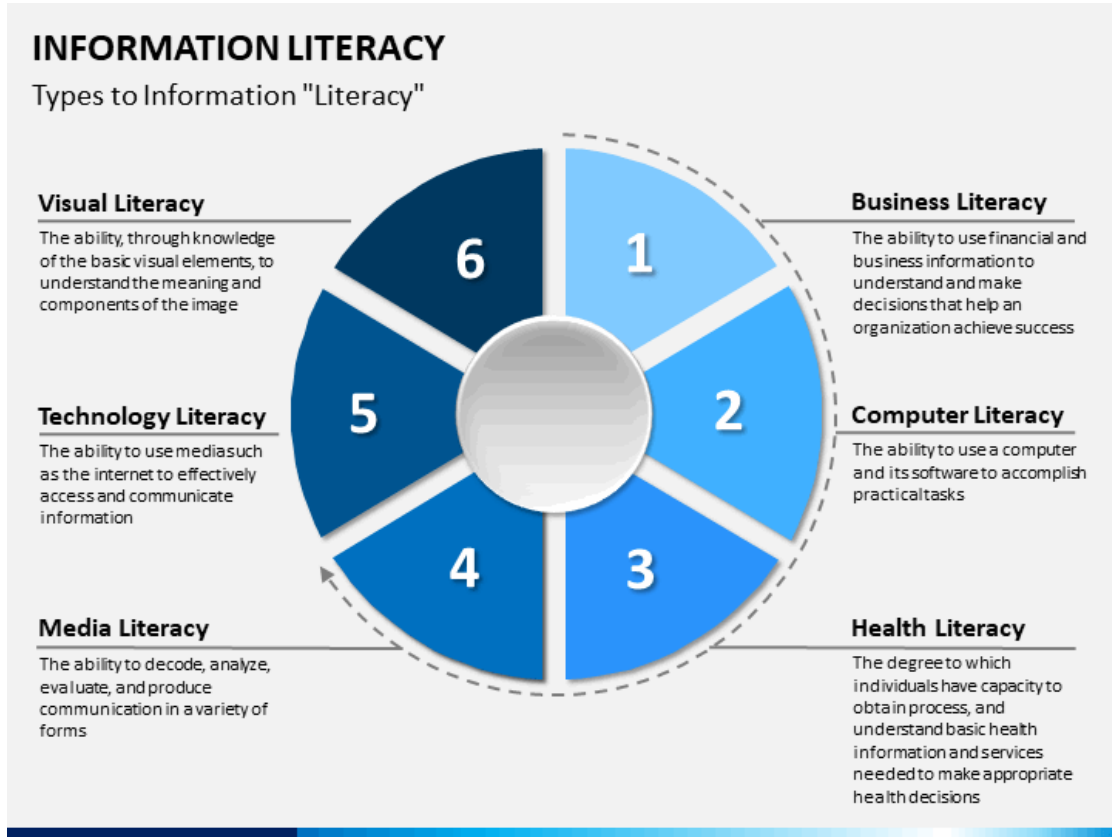 INFORMATION LITERACY
Types to Information "Literacy"
Visual Literacy
The ability, through knowledge
of the basic visual elements, to
understand the meaning and
components of the image
Technology Literacy
The ability to use media such
as the internet to effectively
access and communicate
information
Media Literacy
The ability to decode, analyze,
evaluate, and produce
communication in a variety of
forms
6
1
5
2
4
3
Business Literacy
The ability to use financial and
business information to
understand and make
decisions that help an
organization achieve success
Computer Literacy
The ability to use a computer
and its software to accomplish
practical tasks
Health Literacy
The degree to which
individuals have capacity to
obtain process, and
understand basic health
information and services
needed to make appropriate
health decisions